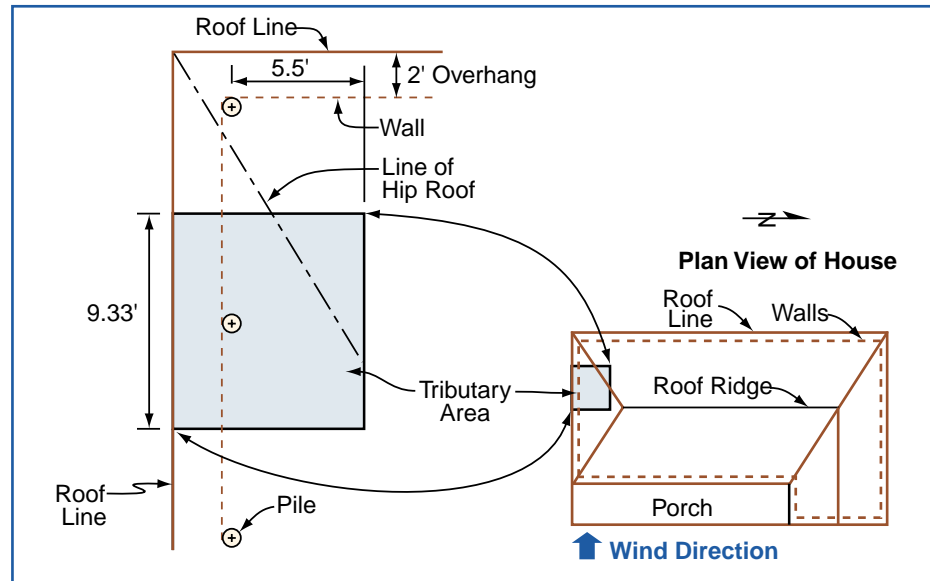 Roof Line
5.5'
2' Overhang
Wall
Line of
Hip Roof
9.33'
Tributary
Area
Roof
Line
Pile
N
Plan View of House
Roof
Line
Walls
Roof Ridge
Porch
Wind Direction